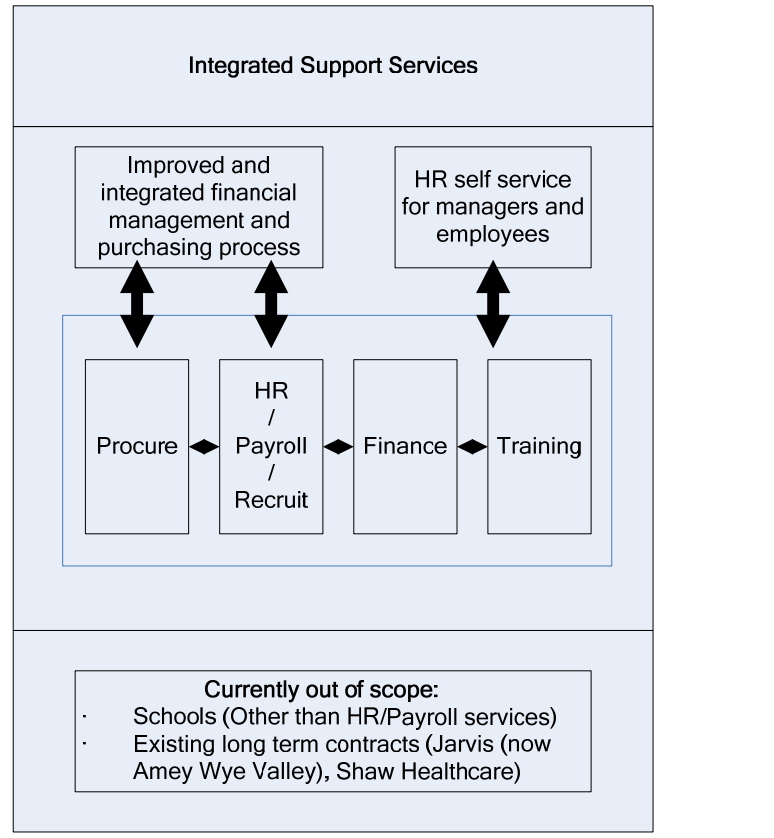 Integrated Support Services
Improved and
integrated financial
management and
purchasing process
HR self service
for managers and
employees
Procure
HR
/
Payroll
/
Recruit
Finance
Training
Currently out of scope:
· Schools (Other than HR/Payroll services)
· Existing long term contracts (Jarvis (now
Amey Wye Valley), Shaw Healthcare)